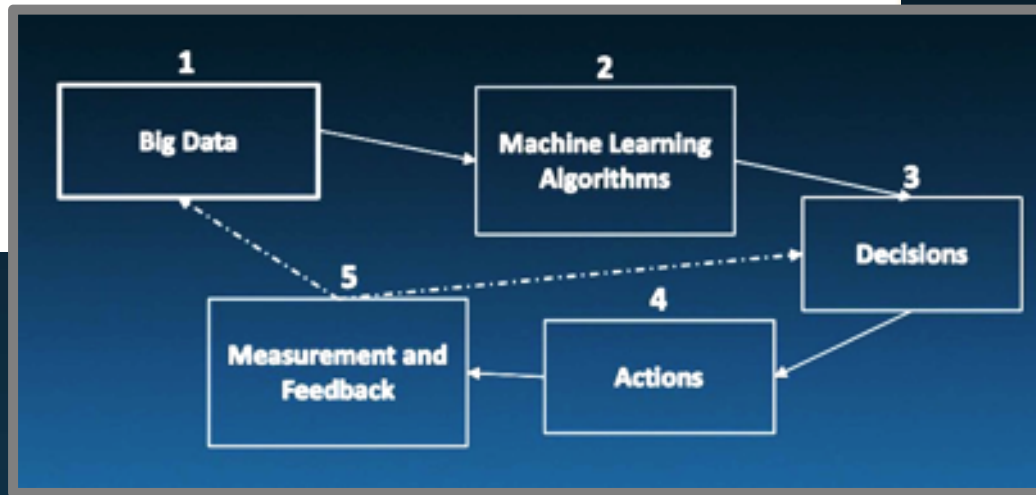 1
Big Data
2
Machine Learning
Algorithms
3
Decisions
4
Actions
5
Measurement and
Feedback